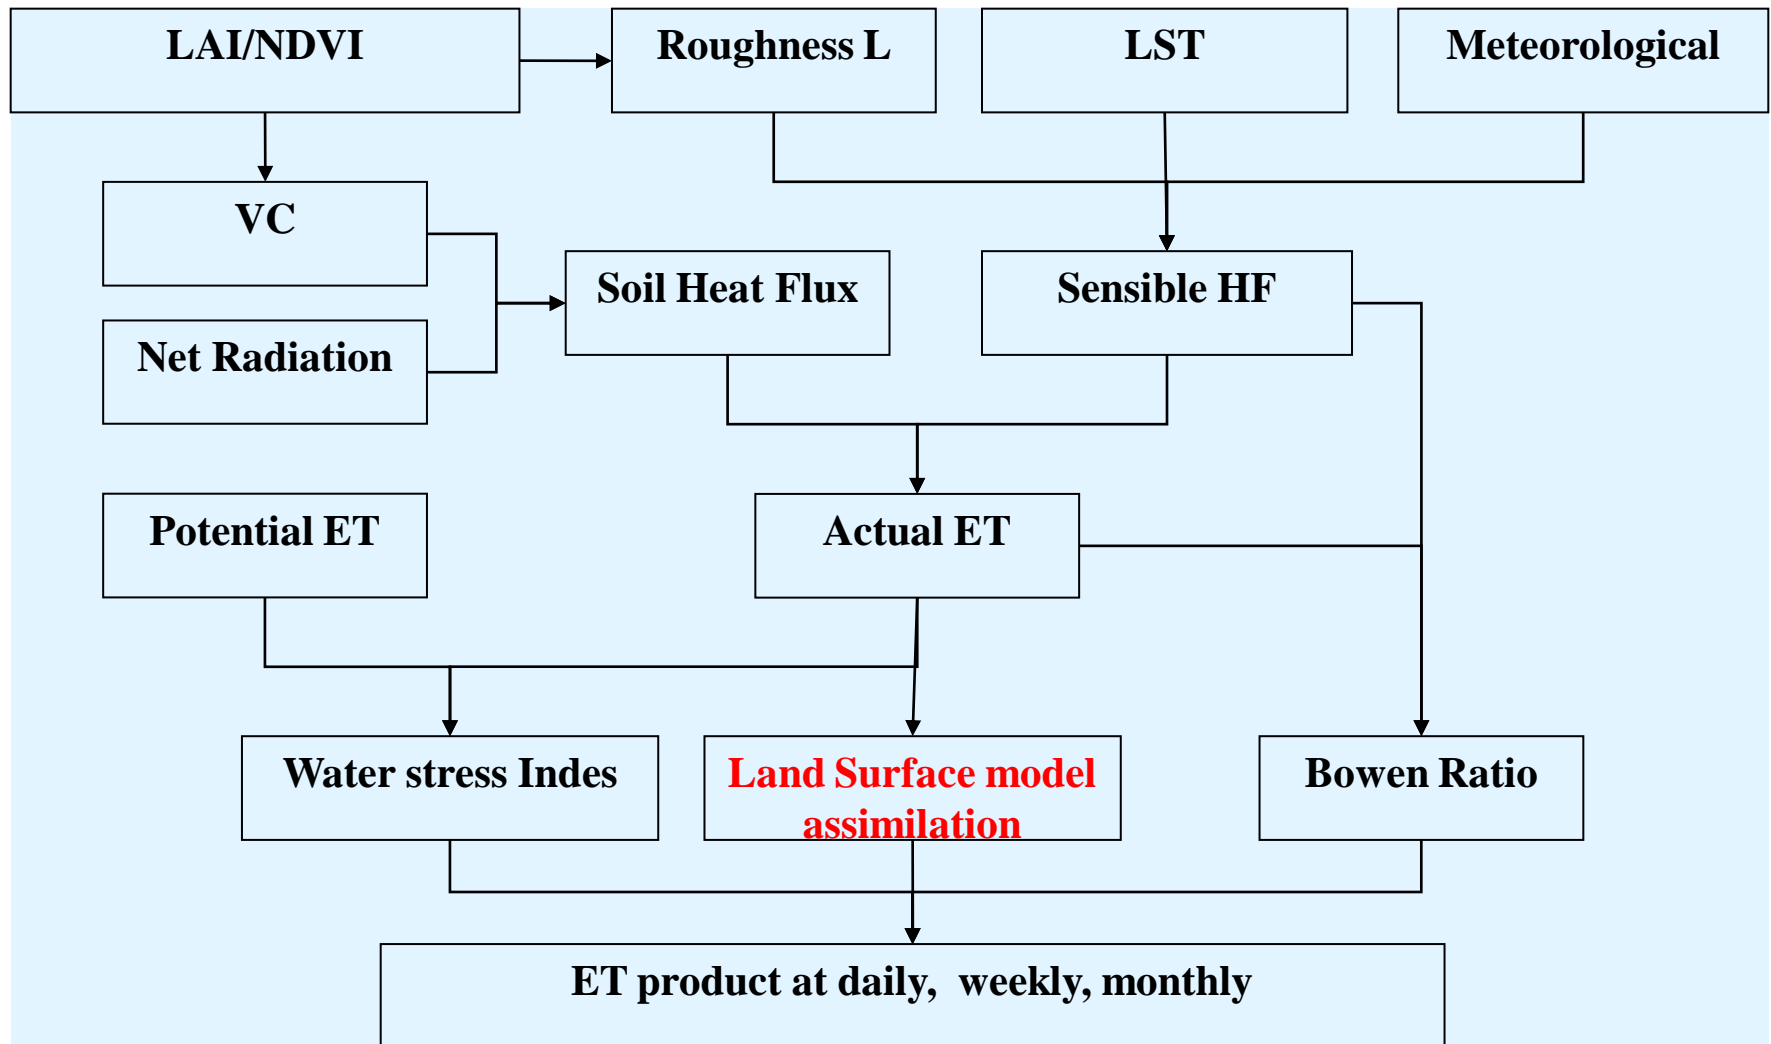 LAI/NDVI
Roughness L
LST
Meteorological
VC
Soil Heat Flux
Sensible HF
Net Radiation
Potential ET
Actual ET
Water stress Indes
Land Surface model
assimilation
Bowen Ratio
ET product at daily,  weekly, monthly